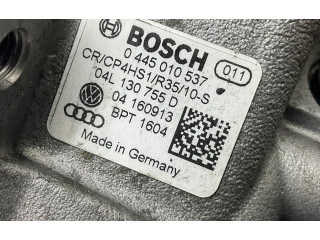 BOSCH
0 445 010 537 011
CR/CP4HS1/R35/10-S
04L 130 755 D
04 160913
BPT 1604
Made in Germany